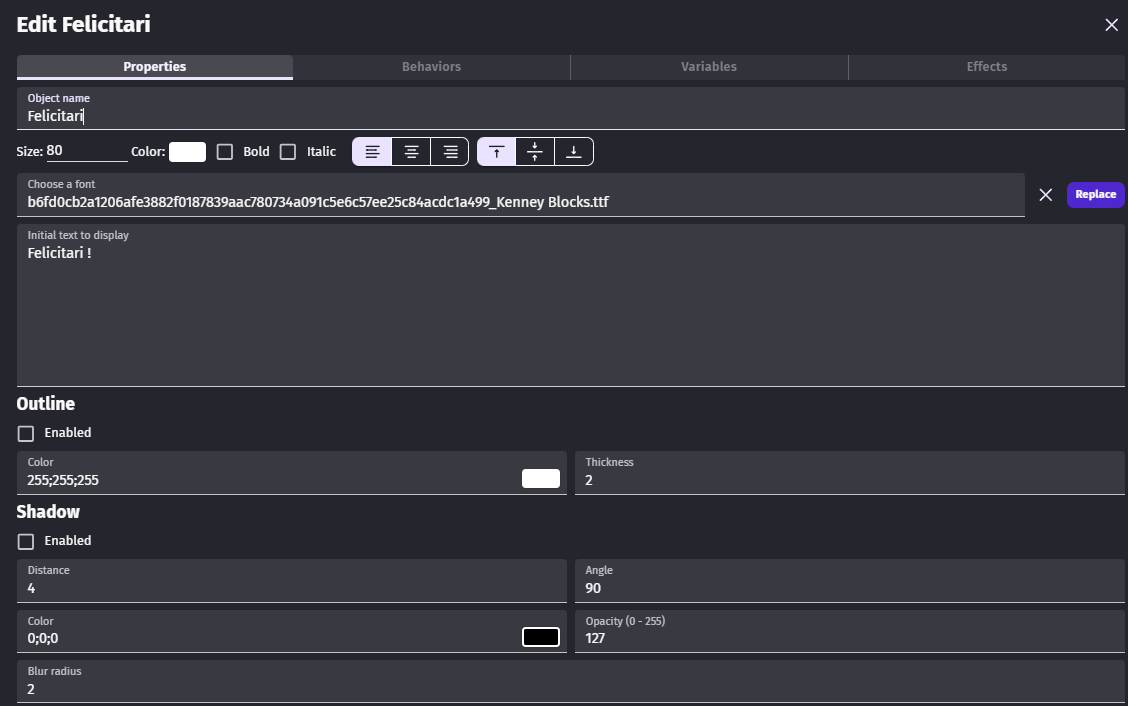 Edit Felicitari
Properties
Behaviors
Variables
Effects
Object name
Felicitari
Size: 80 Color: Bold Italic
Choose a font
b6fd0cb2a1206afe3882f0187839aac780734a091c5e6c57ee25c84acdc1a499_Kenney Blocks.ttf
Replace
Initial text to display
Felicitari !
Outline
Enabled
Color
255;255;255
Thickness
2
Shadow
Enabled
Distance
4
Angle
90
Color
0;0;0
Opacity (0 - 255)
127
Blur radius
2